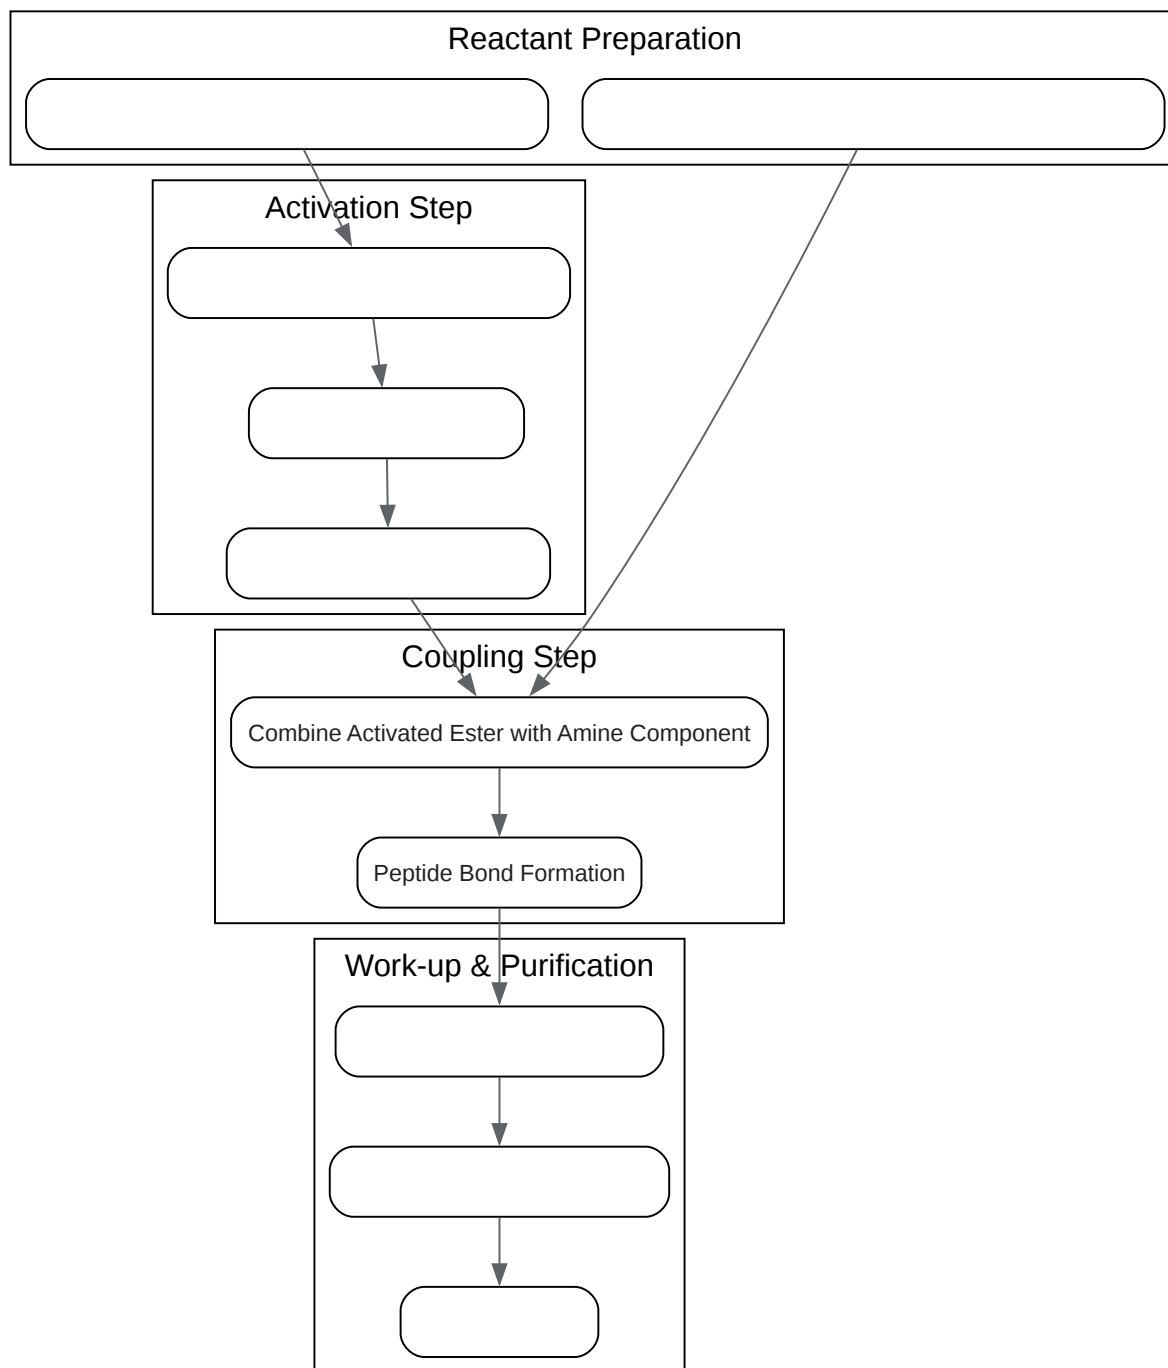 Reactant Preparation
Activation Step
Coupling Step
Combine Activated Ester with Amine Component
Peptide Bond Formation
Work-up & Purification